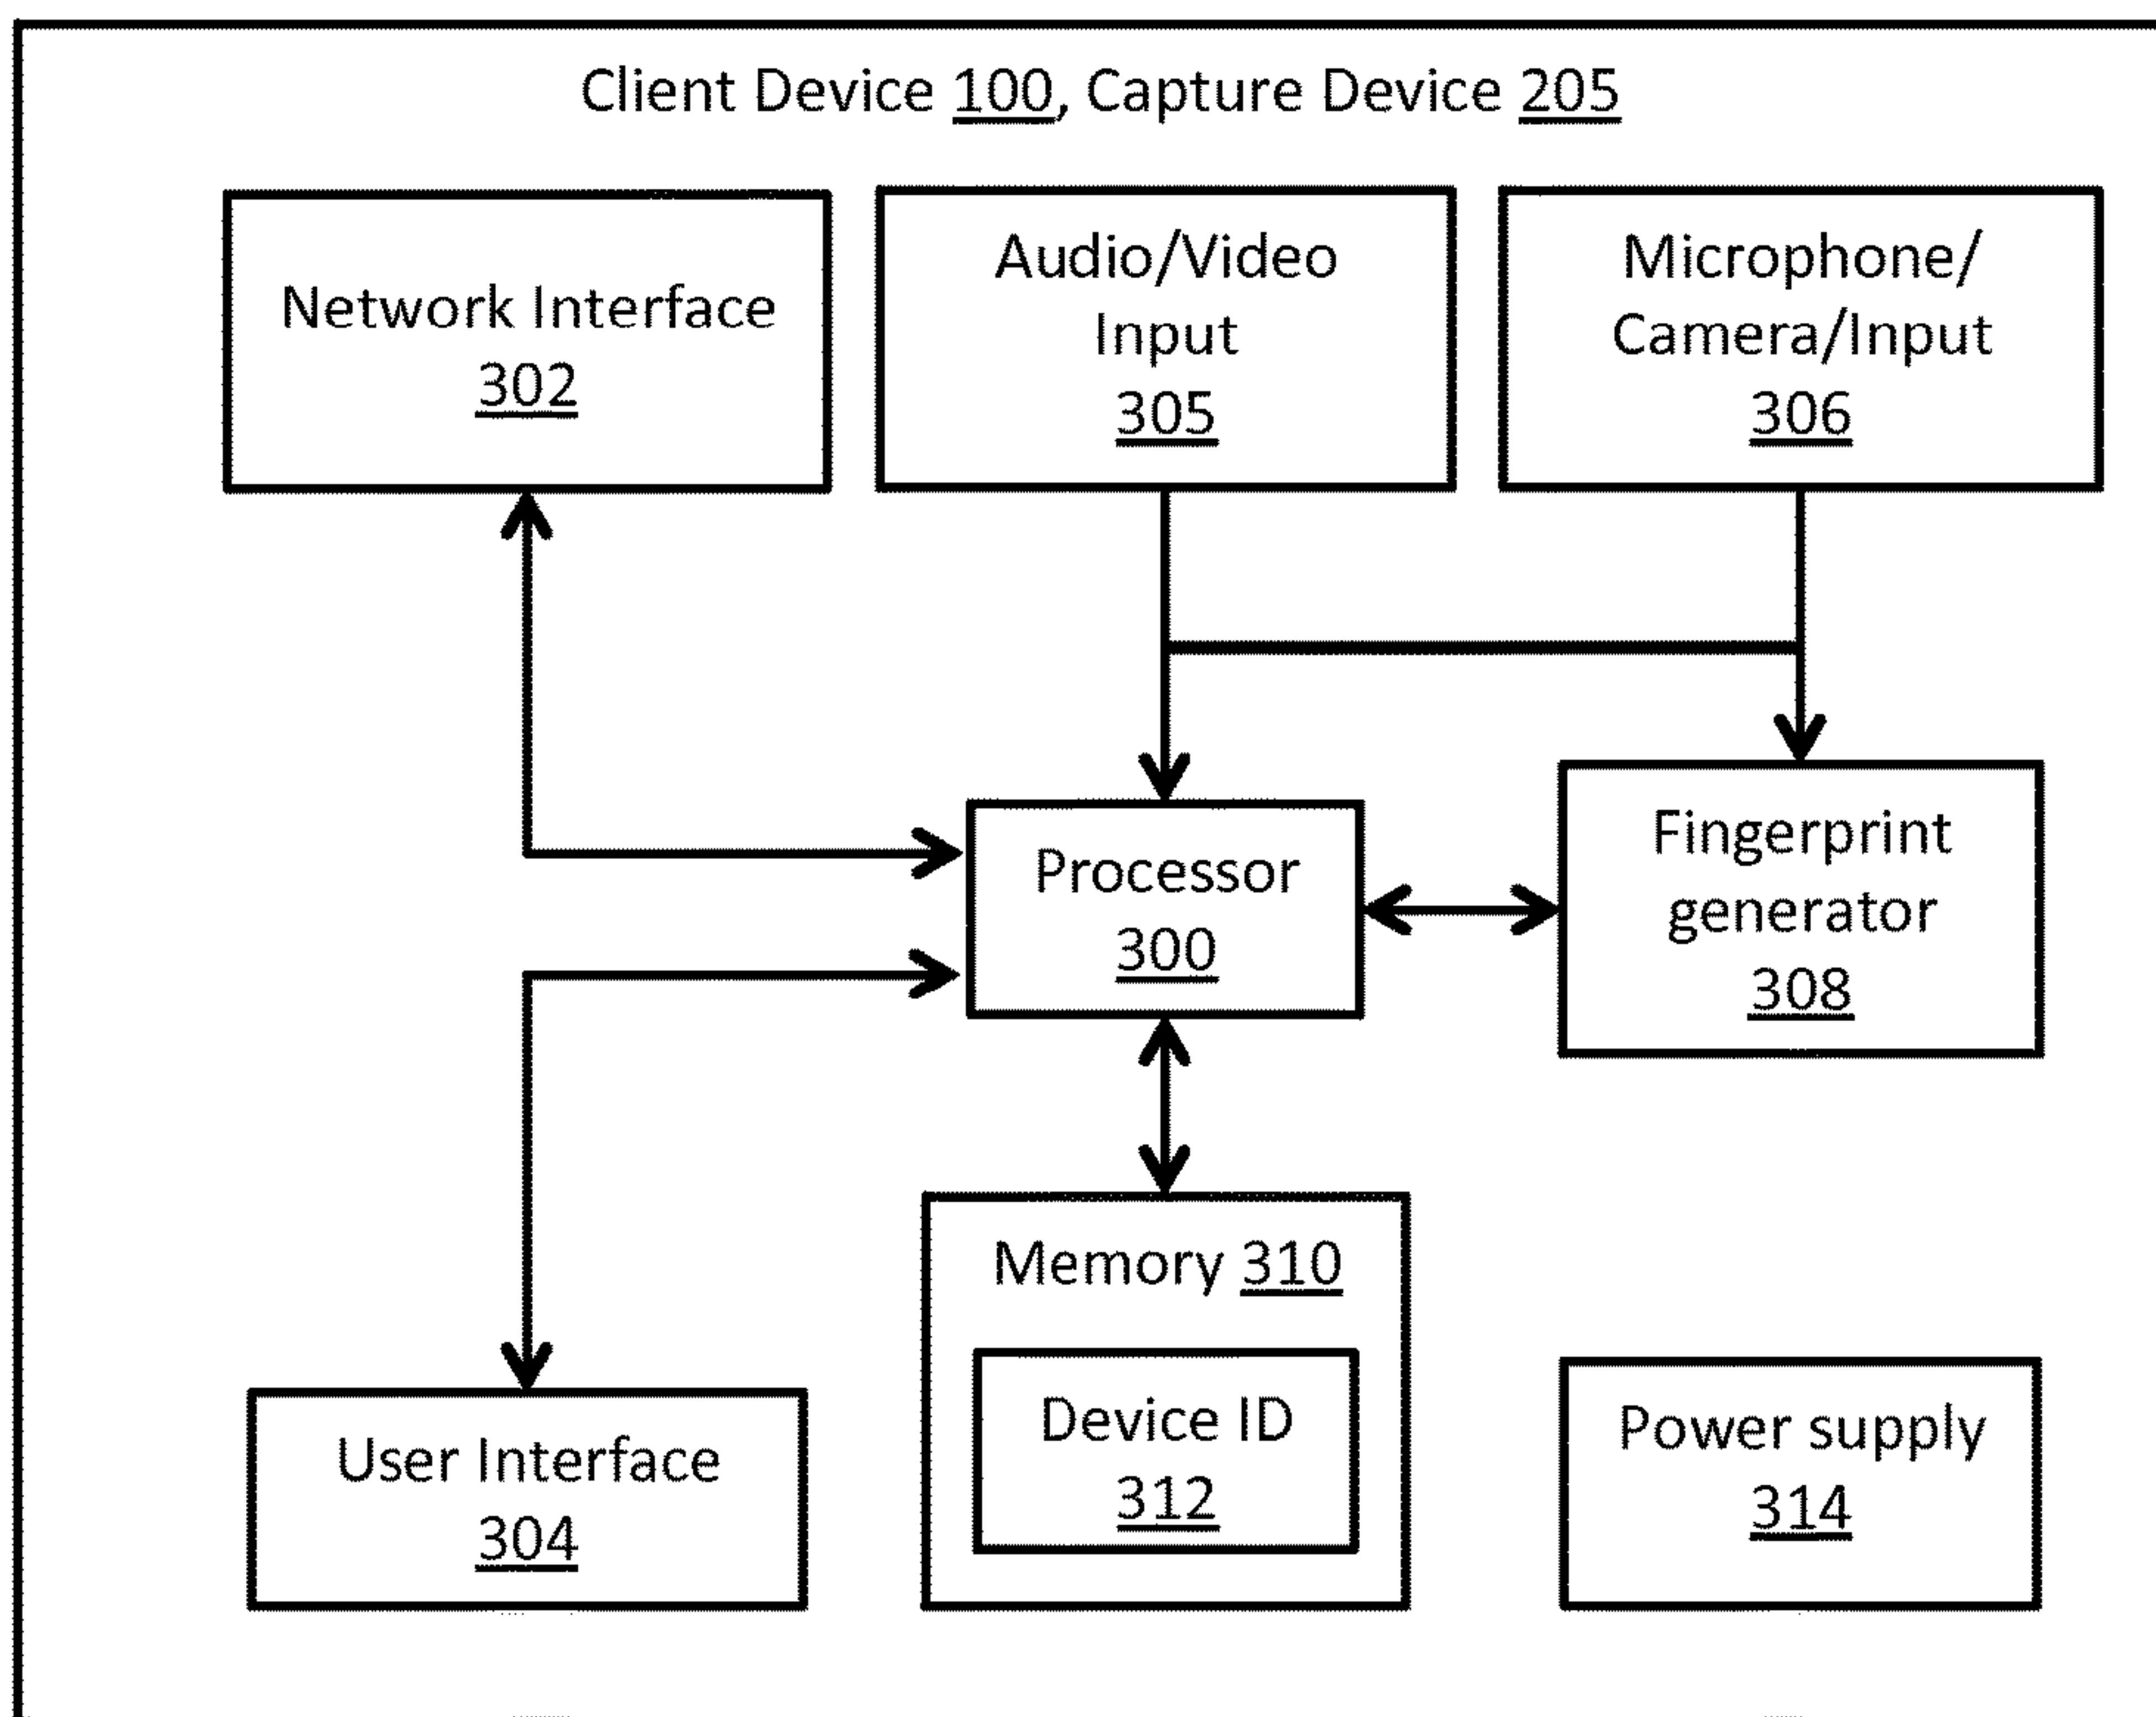 Client Device 100, Capture Device 205
Network Interface
302
Audio/Video
Input
305
Microphone/
Camera/Input
306
Processor
300
Fingerprint
generator
308
Memory 310
Device ID
312
User Interface
304
Power supply
314